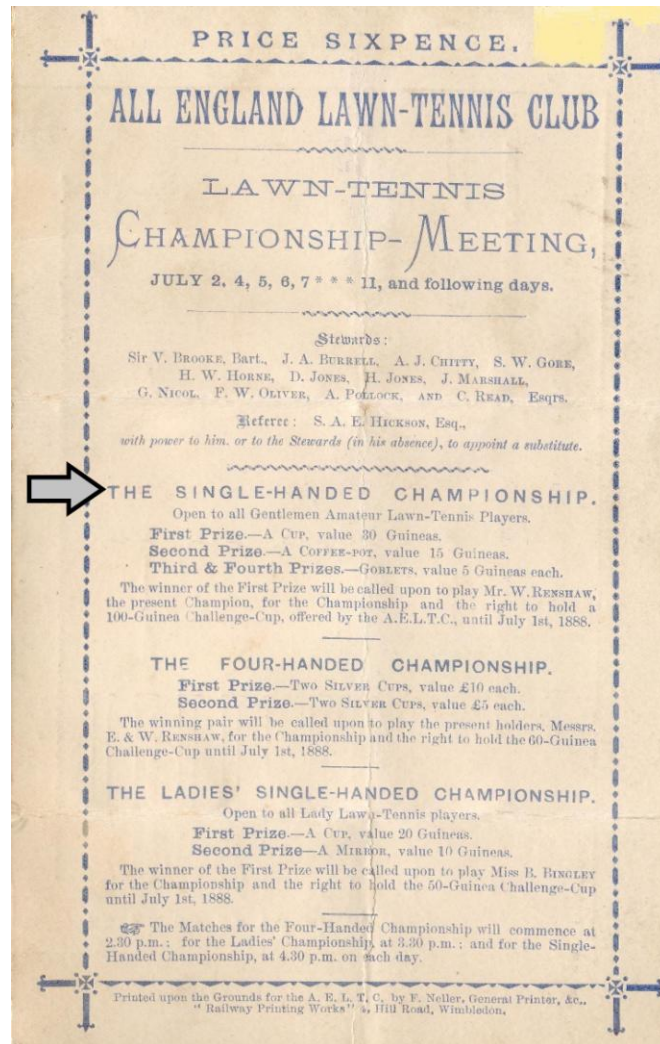 PRICE SIXPENCE.
ALL ENGLAND LAWN-TENNIS CLUB
LAWN-TENNIS
CHAMPIONSHIP-MEETING,
JULY 2, 4, 5, 6, 7 * * * 11, and following days.
Stewards:
Sir V. BROOKE, Bart., J. A. BURRELL, A. J. CHITTY, S. W. GORE,
H. W. HORNE, D. JONES, H. JONES, J. MARSHALL,
G. NICOL, F. W. OLIVER, A. POLLOCK, AND C. READ, Esqrs.
Referee: S. A. E. HICKSON, Esq.,
with power to him, or to the Stewards (in his absence), to appoint a substitute.
THE SINGLE-HANDED CHAMPIONSHIP.
Open to all Gentlemen Amateur Lawn-Tennis Players.
First Prize.—A CUP, value 30 Guineas.
Second Prize.—A COFFEE-POT, value 15 Guineas.
Third & Fourth Prizes.—GOBLETS, value 5 Guineas each.
The winner of the First Prize will be called upon to play Mr. W. RENSHAW,
the present Champion, for the Championship and the right to hold a
100-Guinea Challenge-Cup, offered by the A.E.L.T.C., until July 1st, 1888.
THE FOUR-HANDED CHAMPIONSHIP.
First Prize.—TWO SILVER CUPS, value £10 each.
Second Prize.—TWO SILVER CUPS, value £5 each.
The winning pair will be called upon to play the present holders, Messrs.
E. & W. RENSHAW, for the Championship and the right to hold the 60-Guinea
Challenge-Cup until July 1st, 1888.
THE LADIES' SINGLE-HANDED CHAMPIONSHIP.
Open to all Lady Lawn-Tennis players.
First Prize.—A CUP, value 20 Guineas.
Second Prize—A MIRROR, value 10 Guineas.
The winner of the First Prize will be called upon to play Miss B. BINGLEY
for the Championship and the right to hold the 50-Guinea Challenge-Cup
until July 1st, 1888.
☞ The Matches for the Four-Handed Championship will commence at
2.30 p.m.; for the Ladies' Championship, at 3.30 p.m.; and for the Single-
Handed Championship, at 4.30 p.m. on each day.
Printed upon the Grounds for the A. E. L. T. C. by F. Neller, General Printer, &c.,
"Railway Printing Works" Hill Road, Wimbledon.